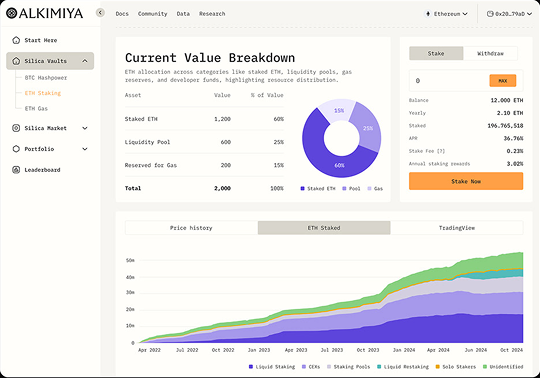 ALKIMIYA
Docs Community Data Research
Ethereum
0x20...79aD
Start Here
Silica Vaults
BTC Hashpower
ETH Staking
ETH Gas
Silica Market
Portfolio
Leaderboard
Current Value Breakdown
ETH allocation across categories like staked ETH, liquidity pools, gas
reserves, and developer funds, highlighting resource distribution.
Asset Value % of Value
Staked ETH 1,200 60%
Liquidity Pool 600 25%
Reserved for Gas 200 15%
Total 2,000 100%
15%
25%
60%
Staked ETH Pool Gas
Stake Withdraw
0 MAX
Balance 12.000 ETH
Yearly 2.10 ETH
Staked 196.765,518
APR 36.76%
Stake Fee [?] 0.23%
Annual staking rewards 3.02%
Stake Now
Price history ETH Staked TradingView
50m
40m
30m
20m
10m
0
Apr 2022 Jul 2022 Oct 2022 Jan 2023 Apr 2023 Jul 2023 Oct 2023 Jan 2024 Apr 2024 Jul 2024 Oct 2024
Liquid Staking CEXs Staking Pools Liquid Restaking Solo Stakers Unidentified